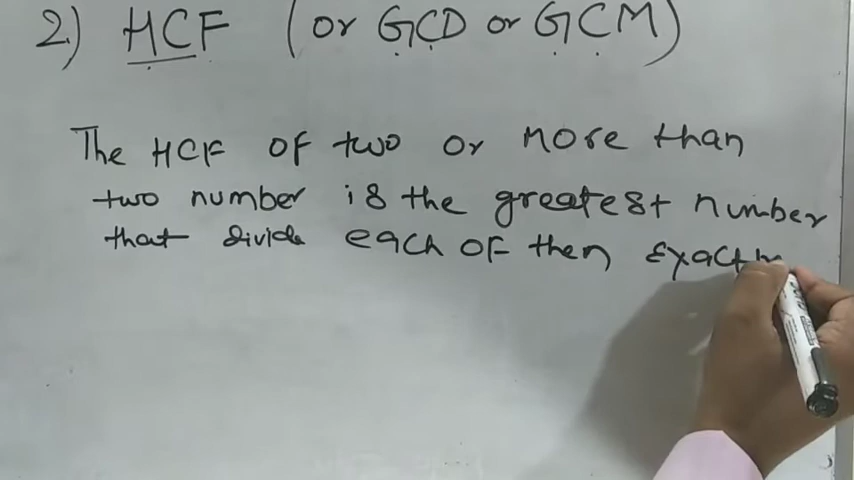 2.) HCF (or GCD or GCM)
The HCF OF two or more than
two number is the greatest number
that divide each of then